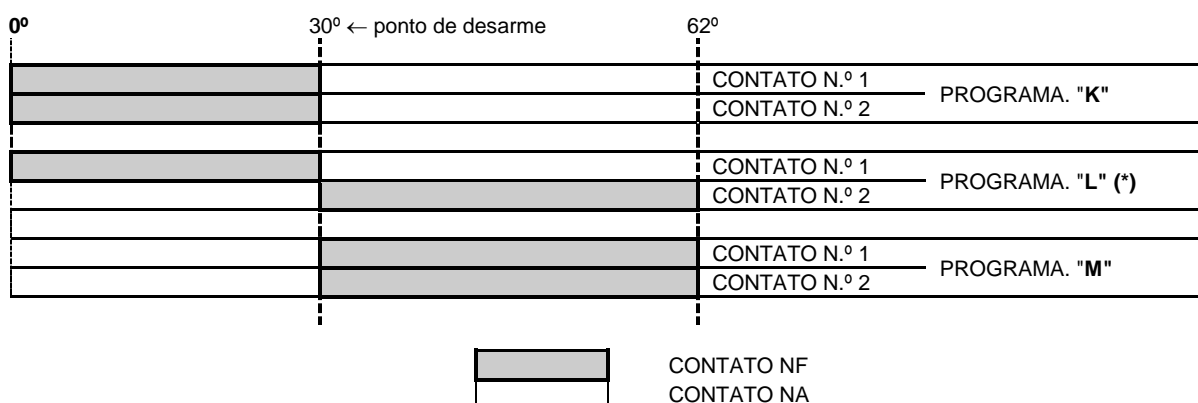 0º 30º ← ponto de desarme 62º
CONTATO N.º 1
PROGRAMA. "K"
CONTATO N.º 2
CONTATO N.º 1
PROGRAMA. "L" (*)
CONTATO N.º 2
CONTATO N.º 1
PROGRAMA. "M"
CONTATO N.º 2
CONTATO NF
CONTATO NA